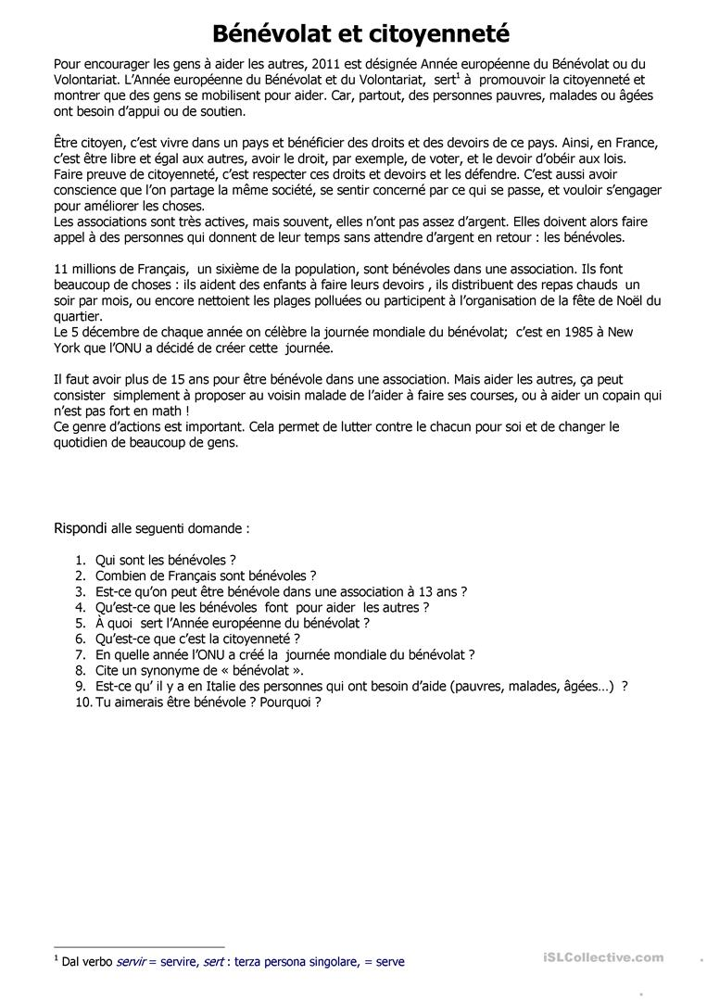 Bénévolat et citoyenneté
Pour encourager les gens à aider les autres, 2011 est désignée Année européenne du Bénévolat ou du
Volontariat. L’Année européenne du Bénévolat et du Volontariat, sert¹ à promouvoir la citoyenneté et
montrer que des gens se mobilisent pour aider. Car, partout, des personnes pauvres, malades ou âgées
ont besoin d’appui ou de soutien.
Être citoyen, c’est vivre dans un pays et bénéficier des droits et des devoirs de ce pays. Ainsi, en France,
c’est être libre et égal aux autres, avoir le droit, par exemple, de voter, et le devoir d’obéir aux lois.
Faire preuve de citoyenneté, c’est respecter ces droits et devoirs et les défendre. C’est aussi avoir
conscience que l’on partage la même société, se sentir concerné par ce qui se passe, et vouloir s’engager
pour améliorer les choses.
Les associations sont très actives, mais souvent, elles n’ont pas assez d’argent. Elles doivent alors faire
appel à des personnes qui donnent de leur temps sans attendre d’argent en retour : les bénévoles.
11 millions de Français, un sixième de la population, sont bénévoles dans une association. Ils font
beaucoup de choses : ils aident des enfants à faire leurs devoirs , ils distribuent des repas chauds un
soir par mois, ou encore nettoient les plages polluées ou participent à l’organisation de la fête de Noël du
quartier.
Le 5 décembre de chaque année on célèbre la journée mondiale du bénévolat; c’est en 1985 à New
York que l’ONU a décidé de créer cette journée.
Il faut avoir plus de 15 ans pour être bénévole dans une association. Mais aider les autres, ça peut
consister simplement à proposer au voisin malade de l’aider à faire ses courses, ou à aider un copain qui
n’est pas fort en math !
Ce genre d’actions est important. Cela permet de lutter contre le chacun pour soi et de changer le
quotidien de beaucoup de gens.
Rispondi alle seguenti domande :
1. Qui sont les bénévoles ?
2. Combien de Français sont bénévoles ?
3. Est-ce qu’on peut être bénévole dans une association à 13 ans ?
4. Qu’est-ce que les bénévoles font pour aider les autres ?
5. À quoi sert l’Année européenne du bénévolat ?
6. Qu’est-ce que c’est la citoyenneté ?
7. En quelle année l’ONU a créé la journée mondiale du bénévolat ?
8. Cite un synonyme de « bénévolat ».
9. Est-ce qu’ il y a en Italie des personnes qui ont besoin d’aide (pauvres, malades, âgées…) ?
10. Tu aimerais être bénévole ? Pourquoi ?
¹ Dal verbo servir = servire, sert : terza persona singolare, = serve
iSLCollective.com